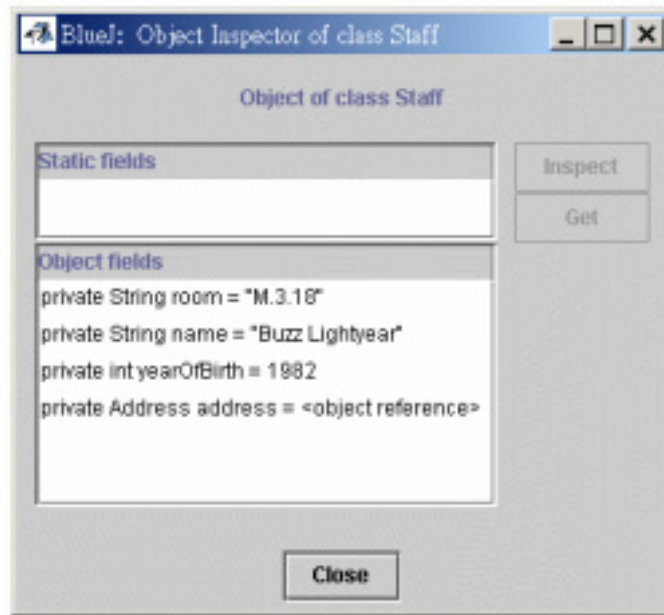 BlueJ: Object Inspector of class Staff
Object of class Staff
Static fields
Inspect
Get
Object fields
private String room = "M.3.18"
private String name = "Buzz Lightyear"
private int yearOfBirth = 1982
private Address address = <object reference>
Close